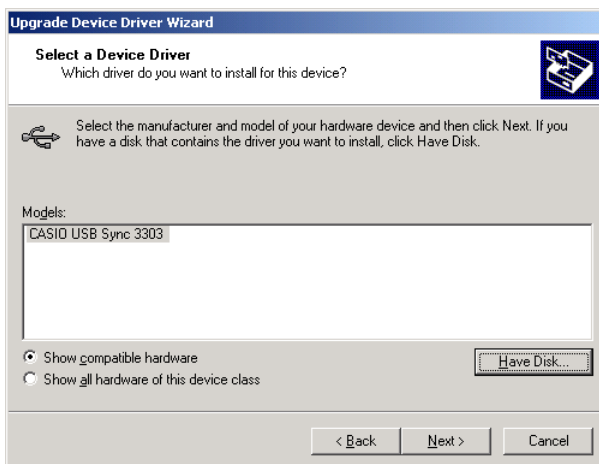 Upgrade Device Driver Wizard
Select a Device Driver
Which driver do you want to install for this device?
Select the manufacturer and model of your hardware device and then click Next. If you
have a disk that contains the driver you want to install, click Have Disk.
Models:
CASIO USB Sync 3303
Show compatible hardware
Show all hardware of this device class
Have Disk...
< Back
Next >
Cancel